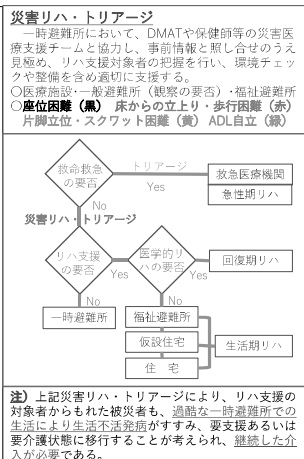 災害リハ・トリアージ
一時避難所において、DMATや保健師等の災害医
療支援チームと協力し、事前情報と照し合せのうえ
見極め、リハ支援対象者の把握を行い、環境チェッ
クや整備を含め適切に支援する。
○医療施設・一般避難所（観察の要否）・福祉避難所
○座位困難（黒） 床からの立上り・歩行困難（赤）
片脚立位・スクワット困難（黄） ADL自立（緑）
救命救急
の要否
トリアージ
Yes
救急医療機関
急性期リハ
No
災害リハ・トリアージ
リハ支援
の要否
Yes
医学的リ
ハの要否
Yes
回復期リハ
No
No
一時避難所
福祉避難所
仮設住宅
住 宅
生活期リハ
注）上記災害リハ・トリアージにより、リハ支援の
対象者からもれた被災者も、過酷な一時避難所での
生活により生活不活発病がすすみ、要支援あるいは
要介護状態に移行することが考えられ、継続した介
入が必要である。